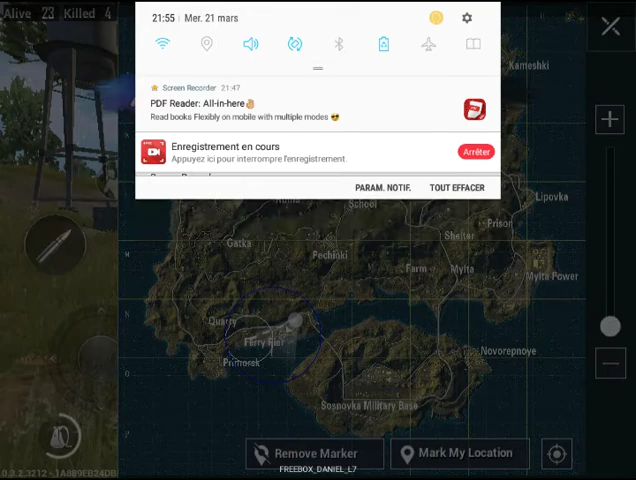 Alive 23 Killed 4
21:55 Mer. 21 mars
Screen Recorder 21:47
PDF Reader: All-in-here👌
Read books Flexibly on mobile with multiple modes 😎
Enregistrement en cours
Appuyez ici pour interrompre l'enregistrement.
Arrêter
PARAM. NOTIF.
TOUT EFFACER
Kameshki
School
Lipovka
Prison
Shelter
Gatka
Pechinki
Farm
Mylta
Mylta Power
Quarry
Ferry Pier
Primorsk
Novorepnoye
Sosnovka Military Base
Remove Marker
Mark My Location
FREEBOX_DANIEL_L7